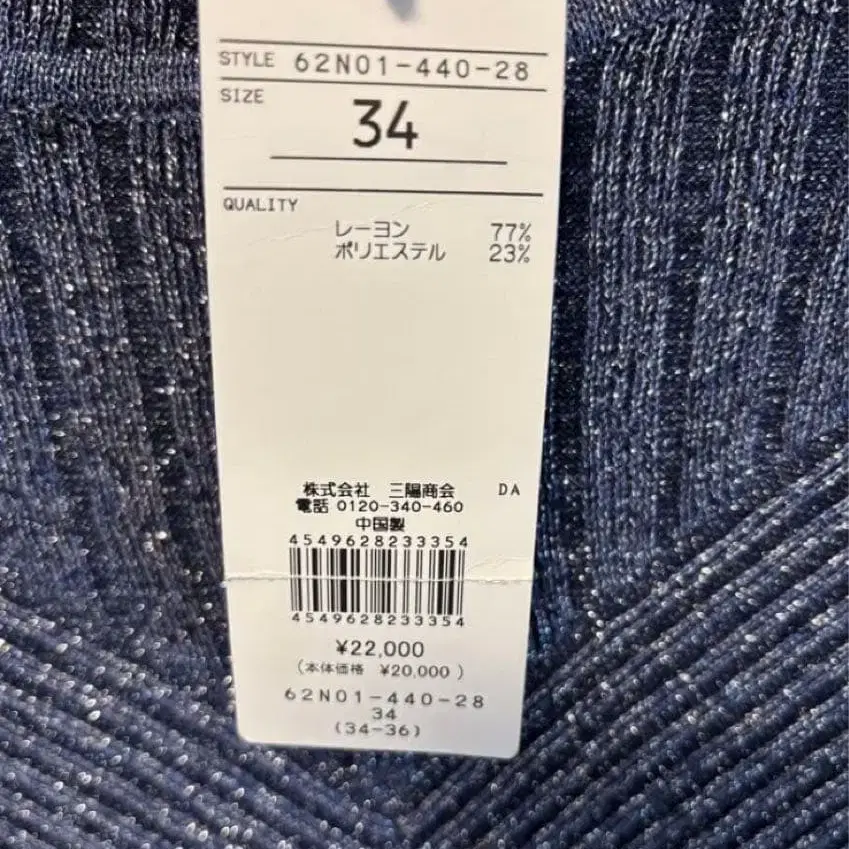 STYLE 62N01-440-28
SIZE
34
QUALITY
レーヨン 77%
ポリエステル 23%
株式会社 三陽商会 DA
電話 0120-340-460
中国製
4549628233354
4549628233354
¥22,000
(本体価格 ¥20,000)
62N01-440-28
34
(34-36)